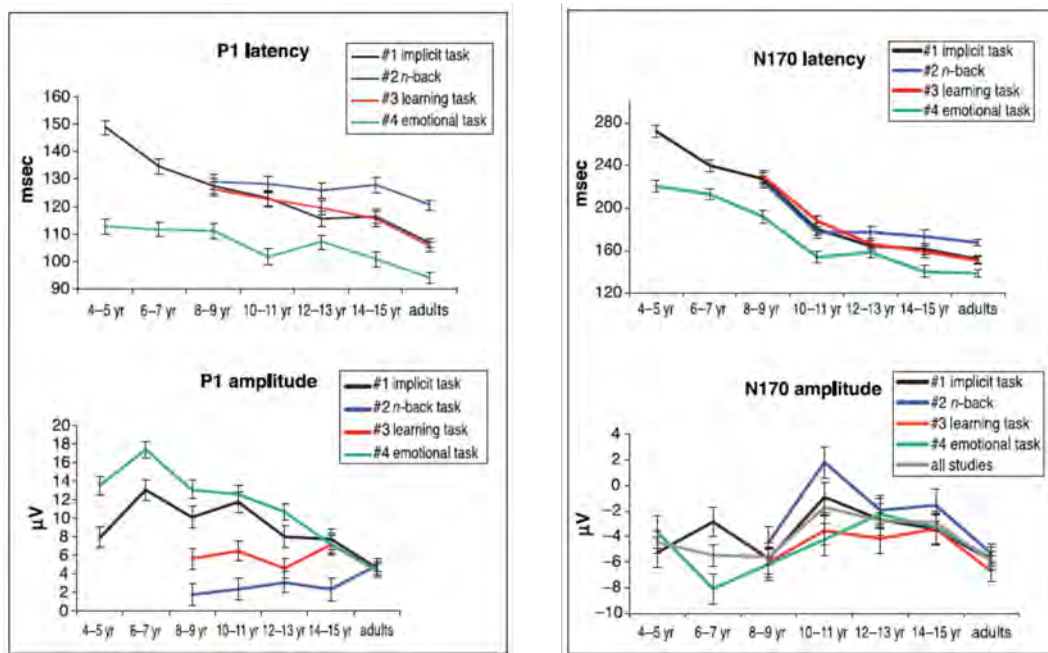 P1 latency
#1 implicit task
#2 n-back
#3 learning task
#4 emotional task
msec
160
150
140
130
120
110
100
90
4–5 yr 6–7 yr 8–9 yr 10–11 yr 12–13 yr 14–15 yr adults
N170 latency
#1 implicit task
#2 n-back
#3 learning task
#4 emotional task
msec
280
240
200
160
120
4–5 yr 6–7 yr 8–9 yr 10–11 yr 12–13 yr 14–15 yr adults
P1 amplitude
#1 implicit task
#2 n-back task
#3 learning task
#4 emotional task
µV
20
18
16
14
12
10
8
6
4
2
0
4–5 yr 6–7 yr 8–9 yr 10–11 yr 12–13 yr 14–15 yr adults
N170 amplitude
#1 implicit task
#2 n-back
#3 learning task
#4 emotional task
all studies
µV
4
2
0
−2
−4
−6
−8
−10
4–5 yr 6–7 yr 8–9 yr 10–11 yr 12–13 yr 14–15 yr adults